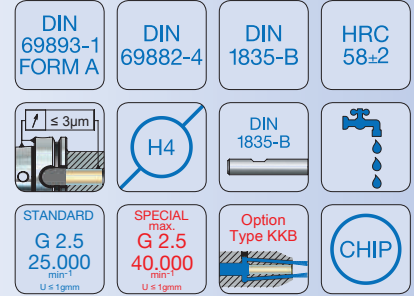 DIN
69893-1
FORM A
DIN
69882-4
DIN
1835-B
HRC
58±2
↗ ≤ 3µm
H4
DIN
1835-B
STANDARD
G 2.5
25.000
min⁻¹
U ≤ 1gmm
SPECIAL
max.
G 2.5
40.000
min⁻¹
U ≤ 1gmm
Option
Type KKB
CHIP